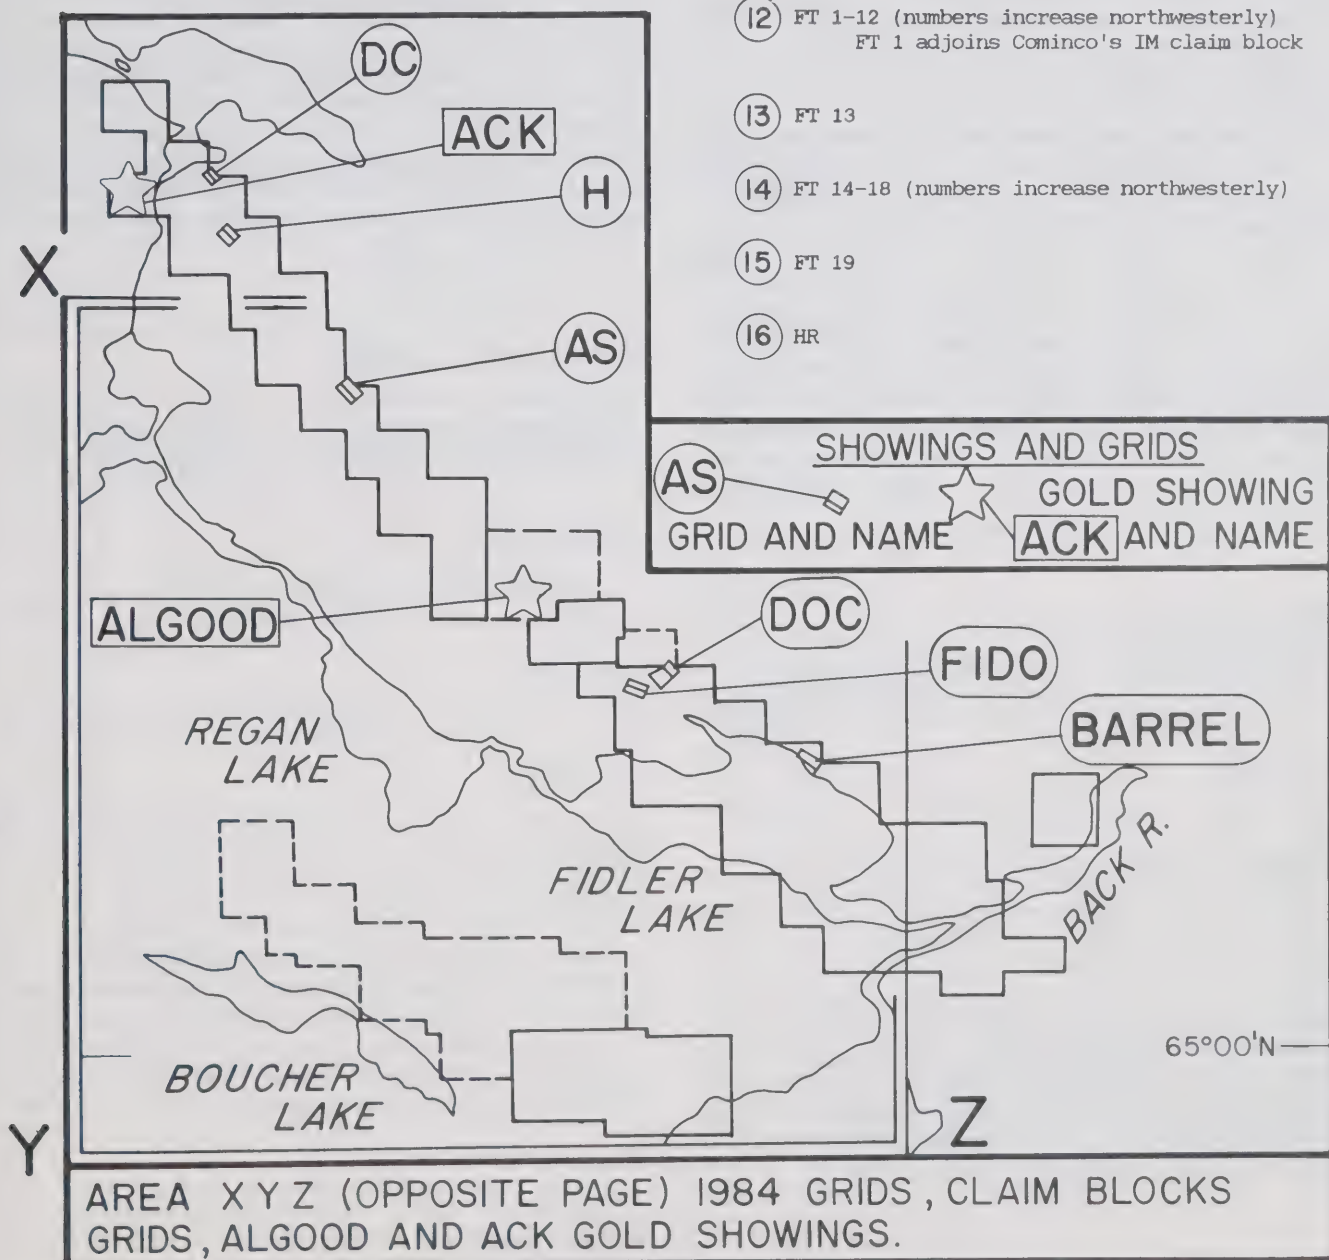 12 FT 1-12 (numbers increase northwesterly)
FT 1 adjoins Cominco's IM claim block
13 FT 13
14 FT 14-18 (numbers increase northwesterly)
15 FT 19
16 HR
DC
ACK
H
X
AS
SHOWINGS AND GRIDS
AS
GRID AND NAME
GOLD SHOWING
ACK AND NAME
ALGOOD
DOC
FIDO
BARREL
REGAN
LAKE
FIDLER
LAKE
BACK R.
BOUCHER
LAKE
65°00'N
Y
Z
AREA X Y Z (OPPOSITE PAGE) 1984 GRIDS, CLAIM BLOCKS
GRIDS, ALGOOD AND ACK GOLD SHOWINGS.